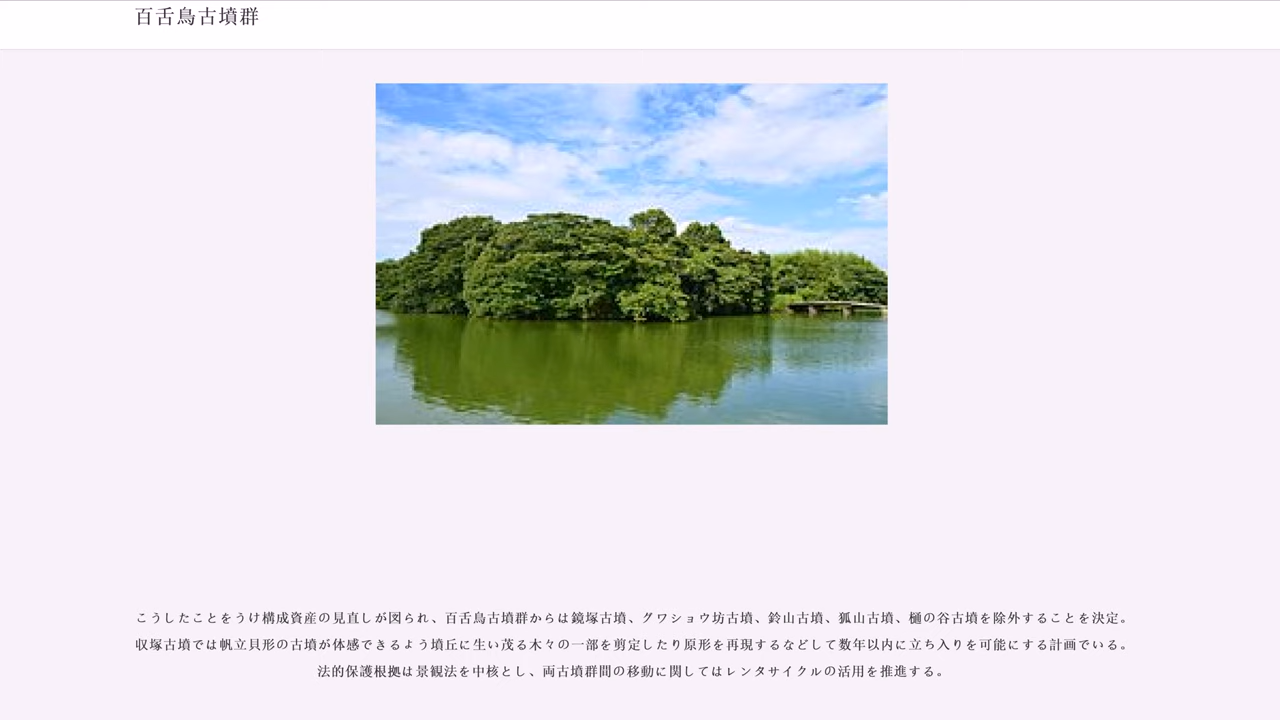 百舌鳥古墳群
こうしたことをうけ構成資産の見直しが図られ、百舌鳥古墳群からは鏡塚古墳、グワショウ坊古墳、鈴山古墳、狐山古墳、樋の谷古墳を除外することを決定。
収塚古墳では帆立貝形の古墳が体感できるよう墳丘に生い茂る木々の一部を剪定したり原形を再現するなどして数年以内に立ち入りを可能にする計画でいる。
法的保護根拠は景観法を中核とし、両古墳群間の移動に関してはレンタサイクルの活用を推進する。